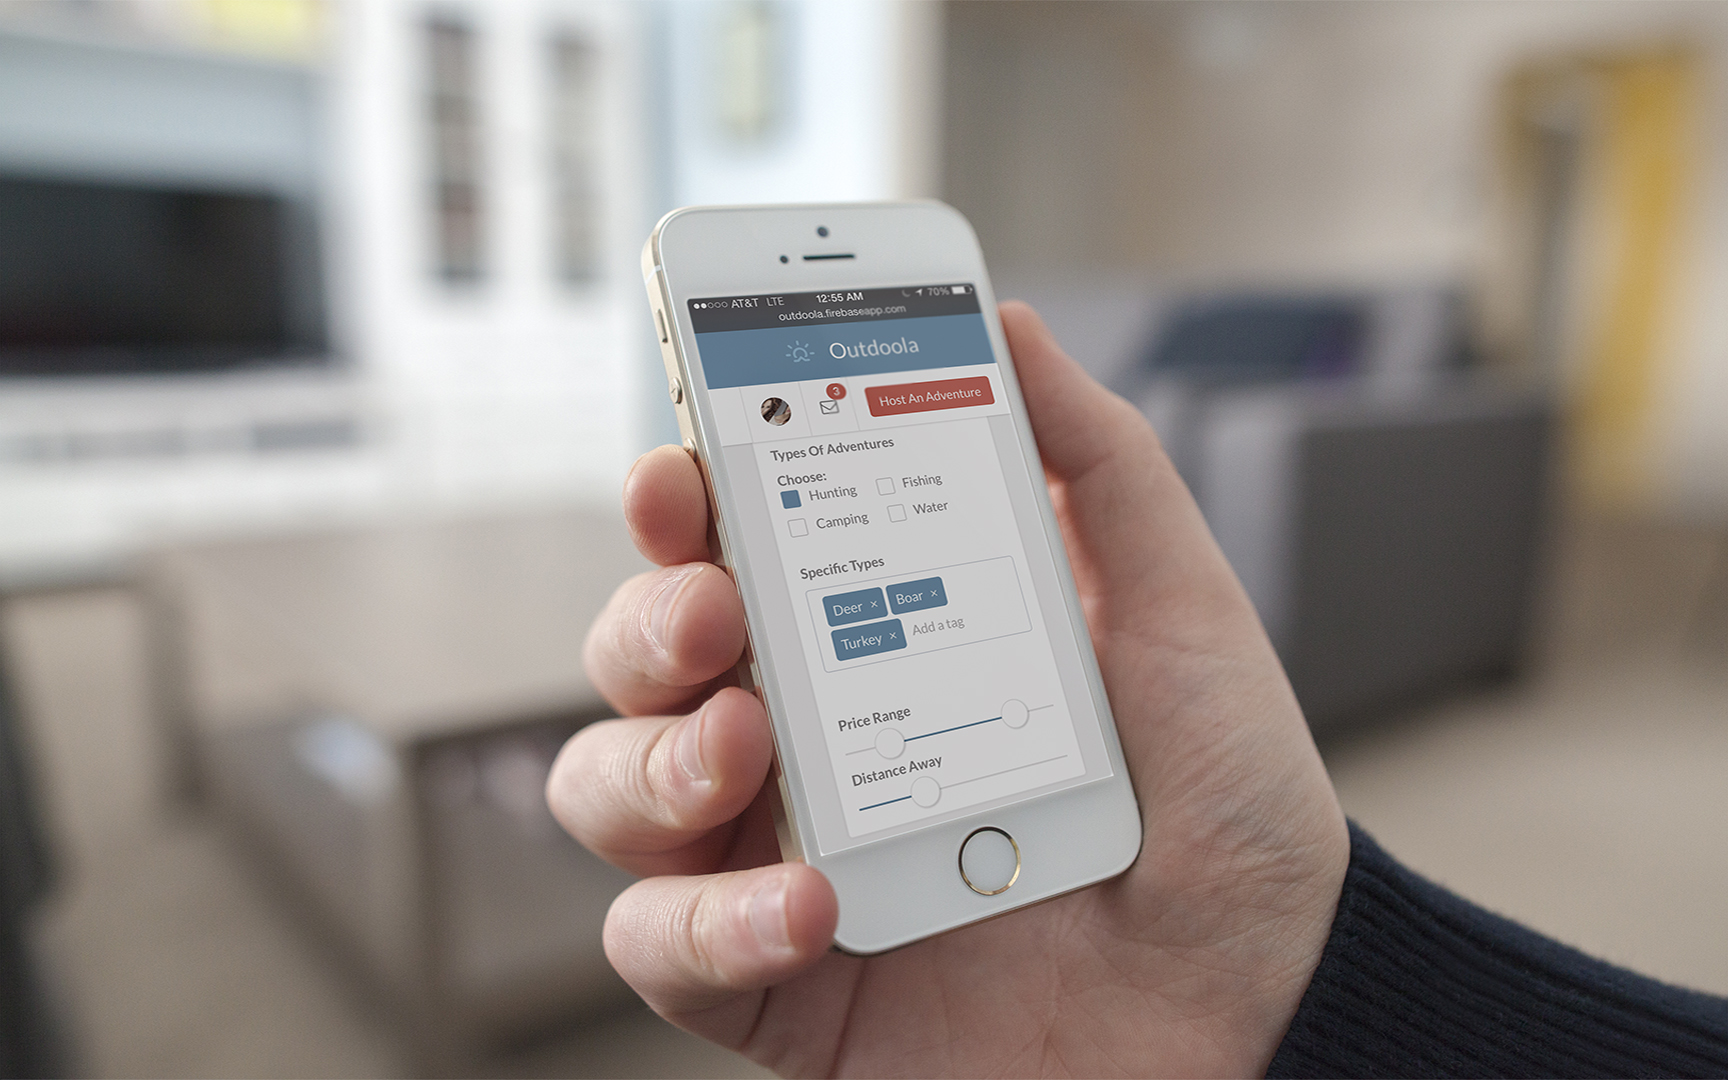 AT&T LTE 12:55 AM 70%
outdoola.firebaseapp.com
Outdoola
3
Host An Adventure
Types Of Adventures
Choose:
Hunting Fishing
Camping Water
Specific Types
Deer × Boar ×
Turkey × Add a tag
Price Range
Distance Away